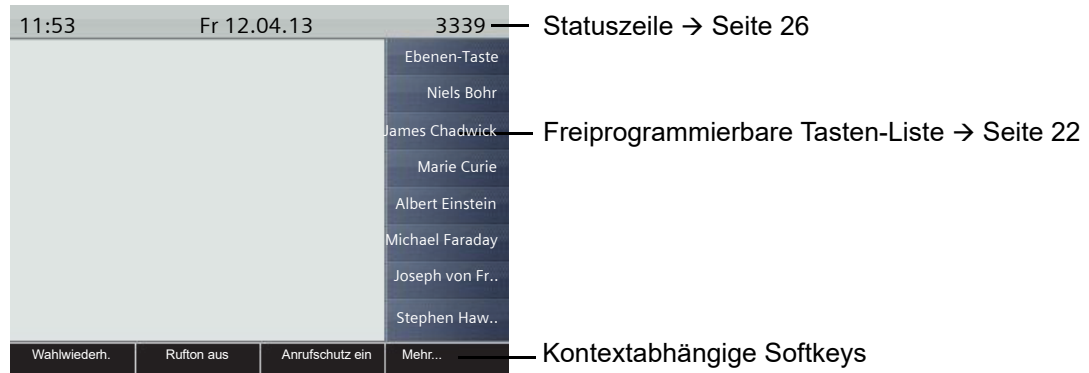 11:53 Fr 12.04.13 3339
Statuszeile → Seite 26
Ebenen-Taste
Niels Bohr
James Chadwick
Freiprogrammierbare Tasten-Liste → Seite 22
Marie Curie
Albert Einstein
Michael Faraday
Joseph von Fr..
Stephen Haw..
Wahlwiederh. Rufton aus Anrufschutz ein Mehr...
Kontextabhängige Softkeys